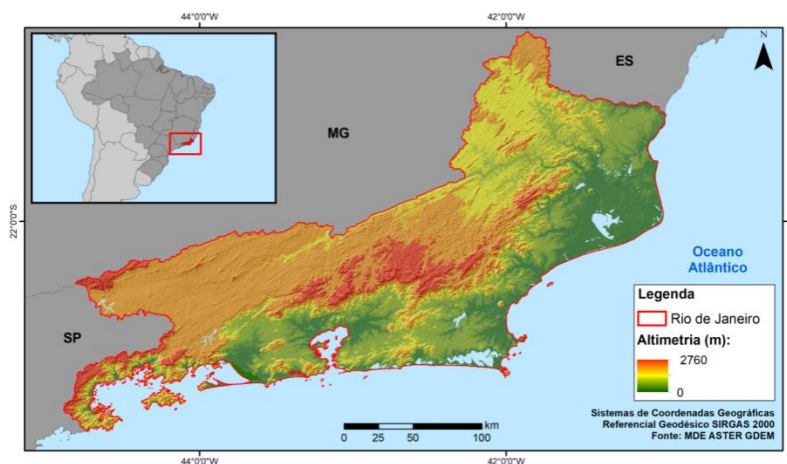 44°0'0"W
42°0'0"W
N
ES
MG
22°0'0"S
22°0'0"S
Oceano
Atlântico
SP
Legenda
Rio de Janeiro
Altimetria (m):
2760
0
km
0 25 50 100
Sistemas de Coordenadas Geográficas
Referencial Geodésico SIRGAS 2000
Fonte: MDE ASTER GDEM
44°0'0"W
42°0'0"W